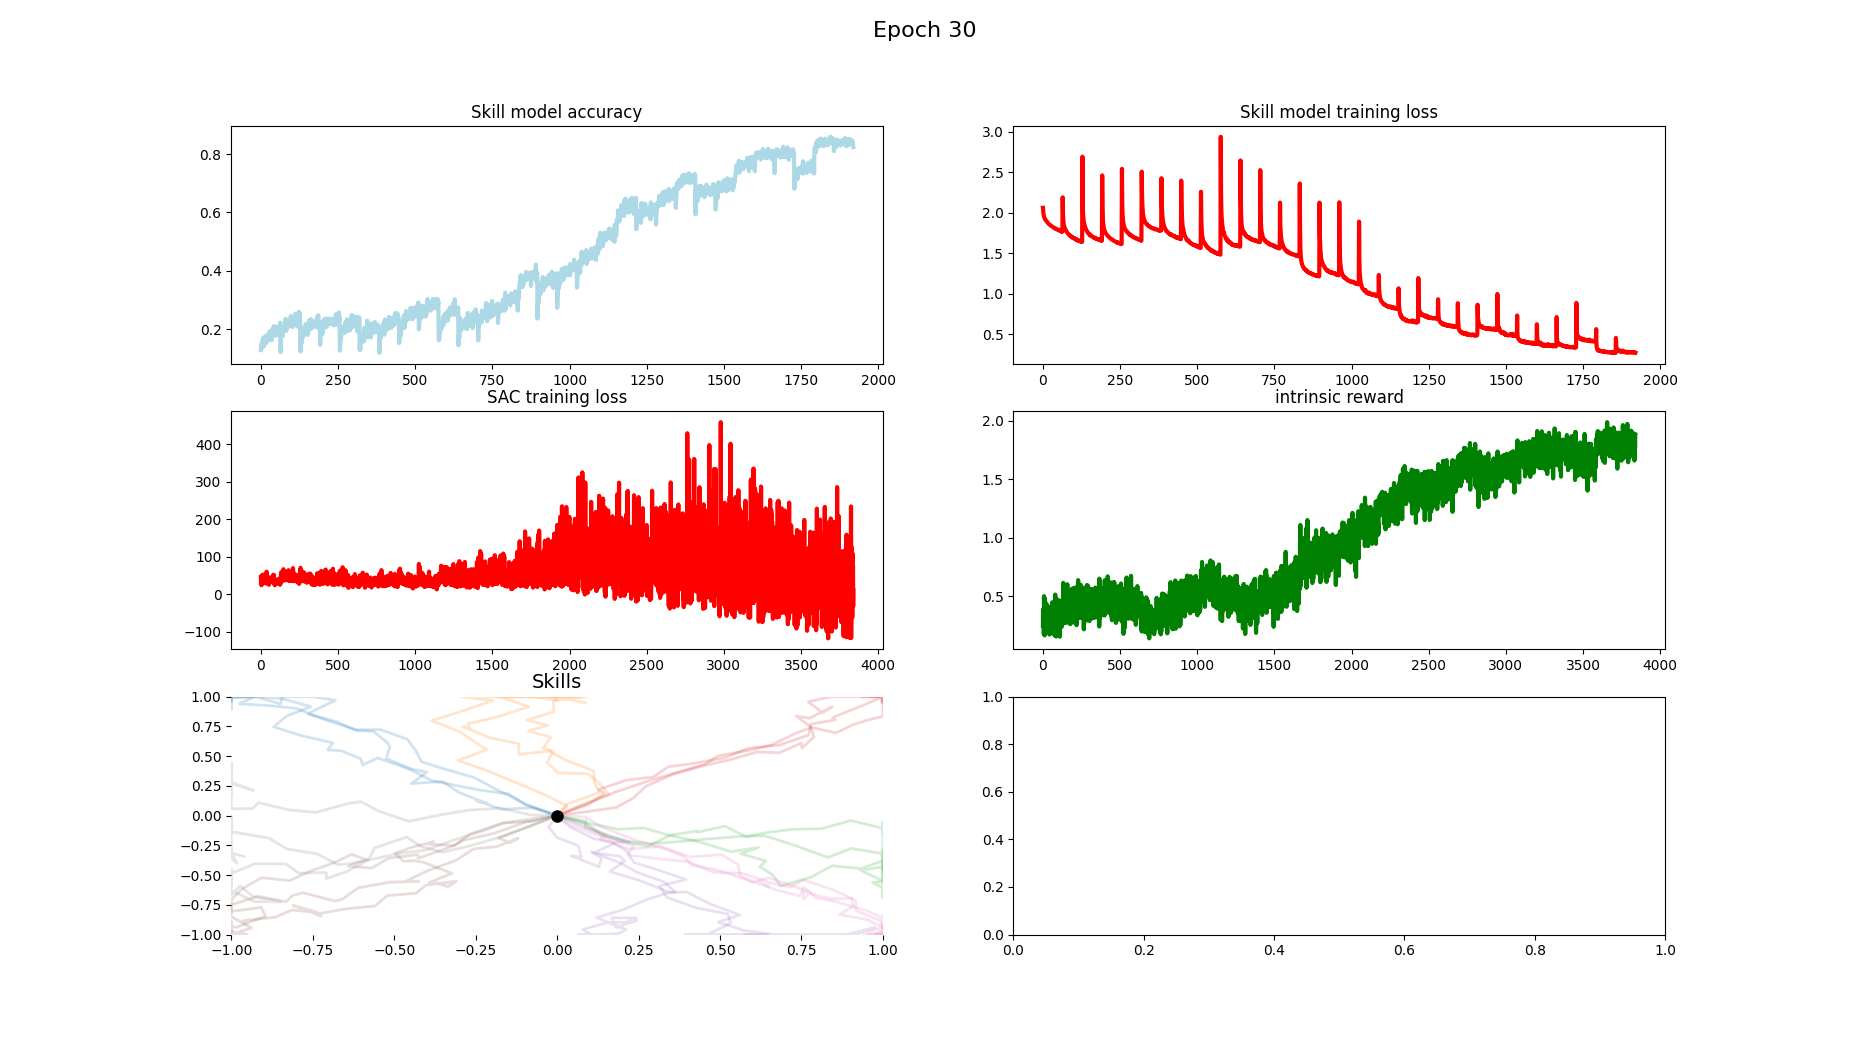 Epoch 30
Skill model accuracy
0.8
0.6
0.4
0.2
0 250 500 750 1000 1250 1500 1750 2000
Skill model training loss
3.0
2.5
2.0
1.5
1.0
0.5
0 250 500 750 1000 1250 1500 1750 2000
SAC training loss
400
300
200
100
0
−100
0 500 1000 1500 2000 2500 3000 3500 4000
intrinsic reward
2.0
1.5
1.0
0.5
0 500 1000 1500 2000 2500 3000 3500 4000
Skills
1.00
0.75
0.50
0.25
0.00
−0.25
−0.50
−0.75
−1.00
−1.00 −0.75 −0.50 −0.25 0.00 0.25 0.50 0.75 1.00
1.0
0.8
0.6
0.4
0.2
0.0
0.0 0.2 0.4 0.6 0.8 1.0